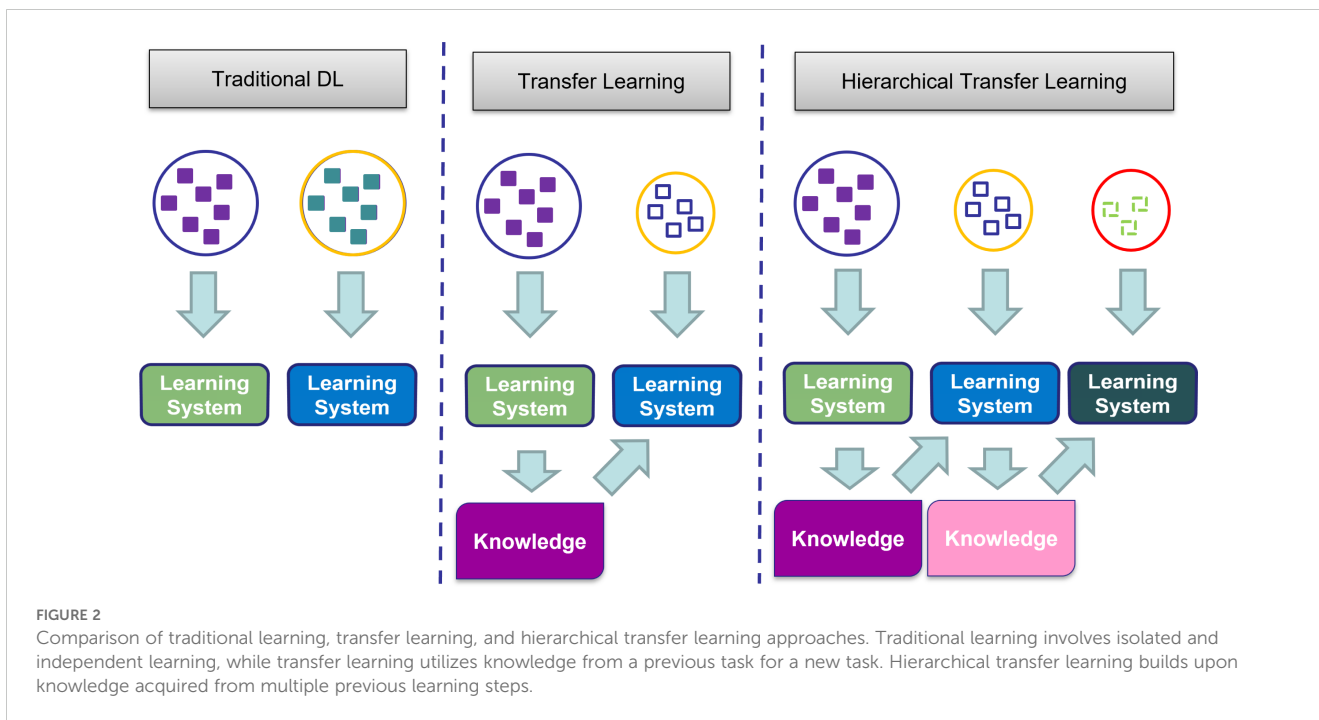 Traditional DL
Transfer Learning
Hierarchical Transfer Learning
Learning
System
Learning
System
Learning
System
Learning
System
Learning
System
Learning
System
Learning
System
Knowledge
Knowledge
Knowledge
FIGURE 2
Comparison of traditional learning, transfer learning, and hierarchical transfer learning approaches. Traditional learning involves isolated and
independent learning, while transfer learning utilizes knowledge from a previous task for a new task. Hierarchical transfer learning builds upon
knowledge acquired from multiple previous learning steps.